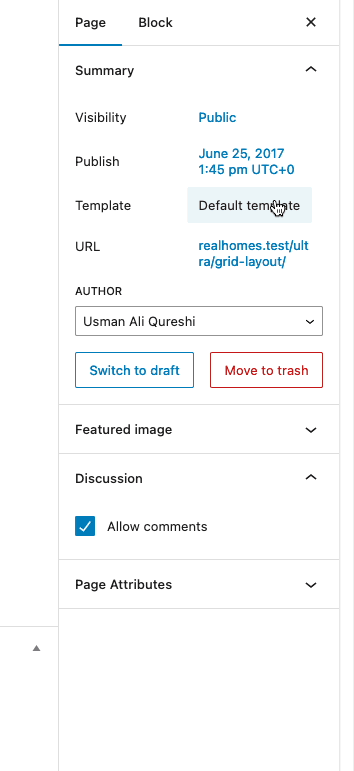 Page Block
Summary
Visibility Public
Publish June 25, 2017
1:45 pm UTC+0
Template Default template
URL realhomes.test/ult
ra/grid-layout/
AUTHOR
Usman Ali Qureshi
Switch to draft Move to trash
Featured image
Discussion
Allow comments
Page Attributes